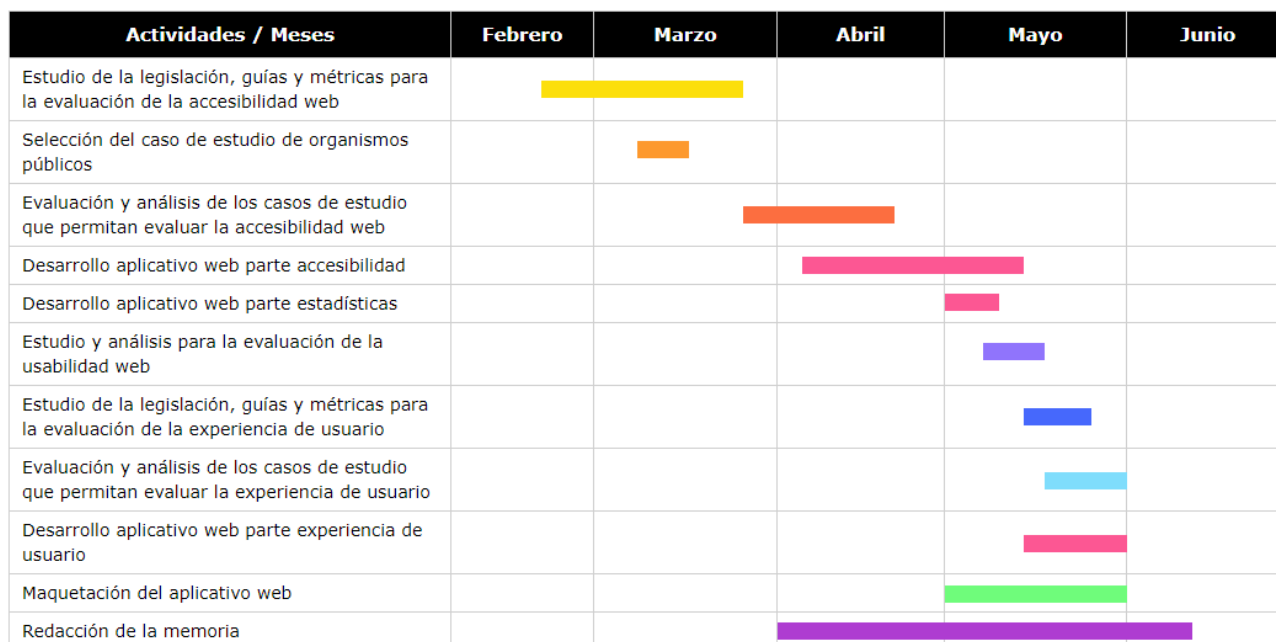 Actividades / Meses Febrero Marzo Abril Mayo Junio
Estudio de la legislación, guías y métricas para
la evaluación de la accesibilidad web
Selección del caso de estudio de organismos
públicos
Evaluación y análisis de los casos de estudio
que permitan evaluar la accesibilidad web
Desarrollo aplicativo web parte accesibilidad
Desarrollo aplicativo web parte estadísticas
Estudio y análisis para la evaluación de la
usabilidad web
Estudio de la legislación, guías y métricas para
la evaluación de la experiencia de usuario
Evaluación y análisis de los casos de estudio
que permitan evaluar la experiencia de usuario
Desarrollo aplicativo web parte experiencia de
usuario
Maquetación del aplicativo web
Redacción de la memoria